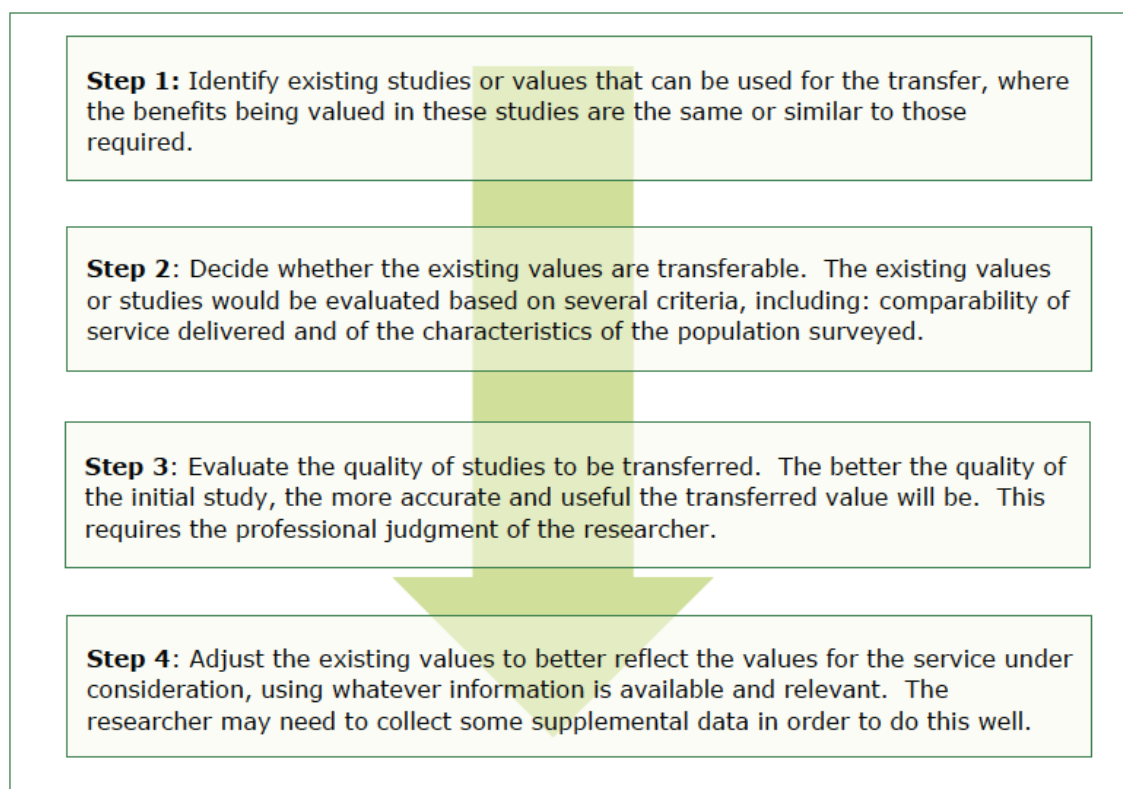 Step 1: Identify existing studies or values that can be used for the transfer, where
the benefits being valued in these studies are the same or similar to those
required.
Step 2: Decide whether the existing values are transferable.  The existing values
or studies would be evaluated based on several criteria, including: comparability of
service delivered and of the characteristics of the population surveyed.
Step 3: Evaluate the quality of studies to be transferred.  The better the quality of
the initial study, the more accurate and useful the transferred value will be.  This
requires the professional judgment of the researcher.
Step 4: Adjust the existing values to better reflect the values for the service under
consideration, using whatever information is available and relevant.  The
researcher may need to collect some supplemental data in order to do this well.